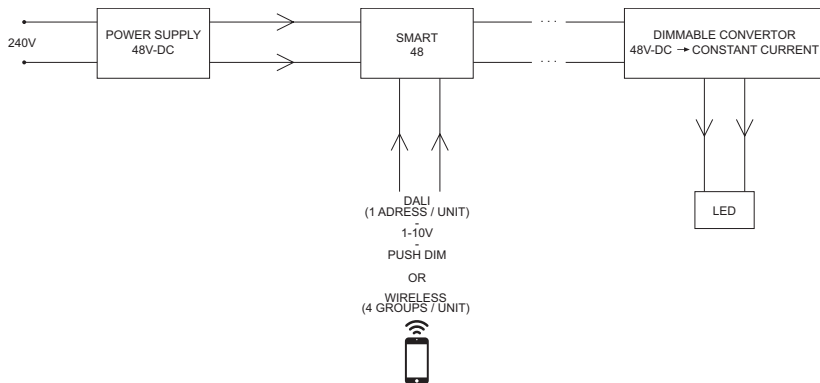 240V
POWER SUPPLY
48V-DC
SMART
48
. . .
. . .
DIMMABLE CONVERTOR
48V-DC → CONSTANT CURRENT
LED
DALI
(1 ADRESS / UNIT)
-
1-10V
-
PUSH DIM
OR
WIRELESS
(4 GROUPS / UNIT)